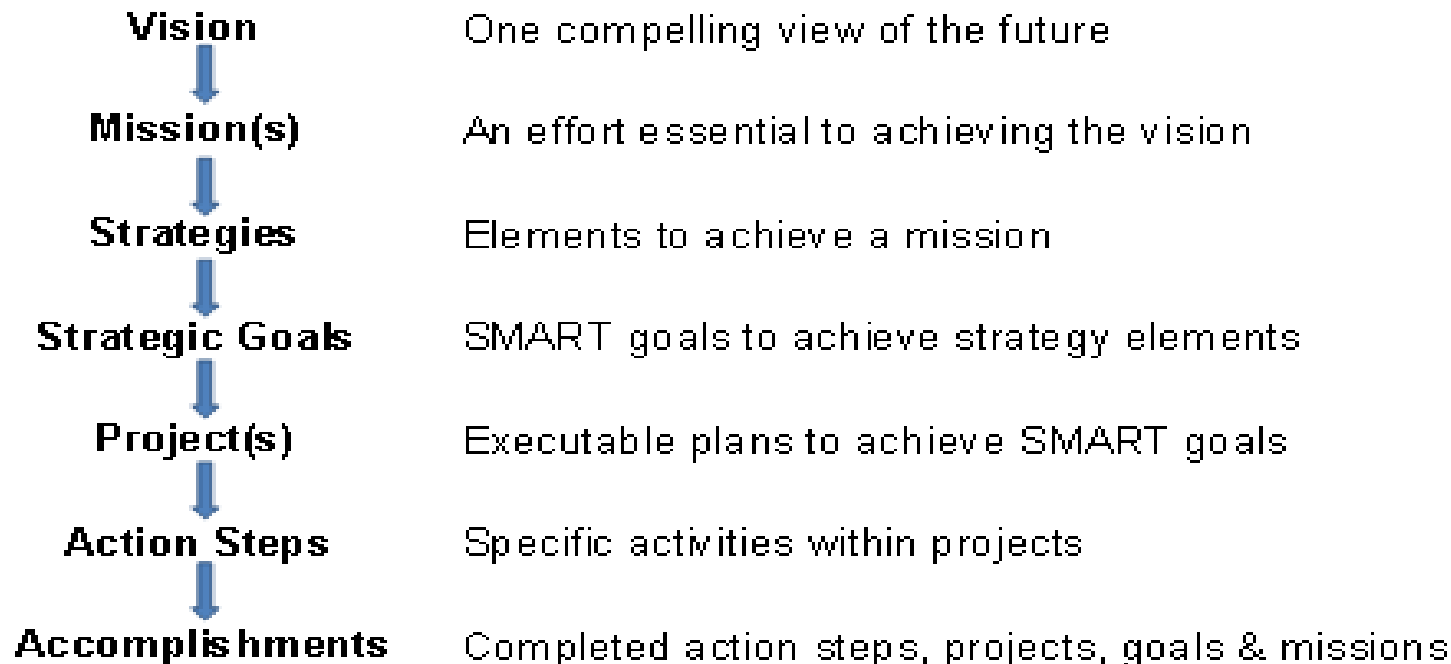 Vision One compelling view of the future
Mission(s) An effort essential to achieving the vision
Strategies Elements to achieve a mission
Strategic Goals SMART goals to achieve strategy elements
Project(s) Executable plans to achieve SMART goals
Action Steps Specific activities within projects
Accomplishments Completed action steps, projects, goals & missions